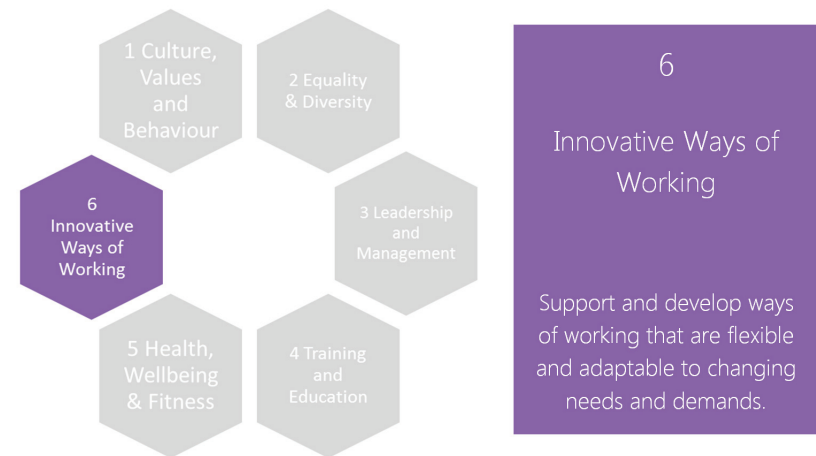 1 Culture,
Values
and
Behaviour
2 Equality
& Diversity
3 Leadership
and
Management
4 Training
and
Education
5 Health,
Wellbeing
& Fitness
6
Innovative
Ways of
Working
6
Innovative Ways of
Working
Support and develop ways
of working that are flexible
and adaptable to changing
needs and demands.